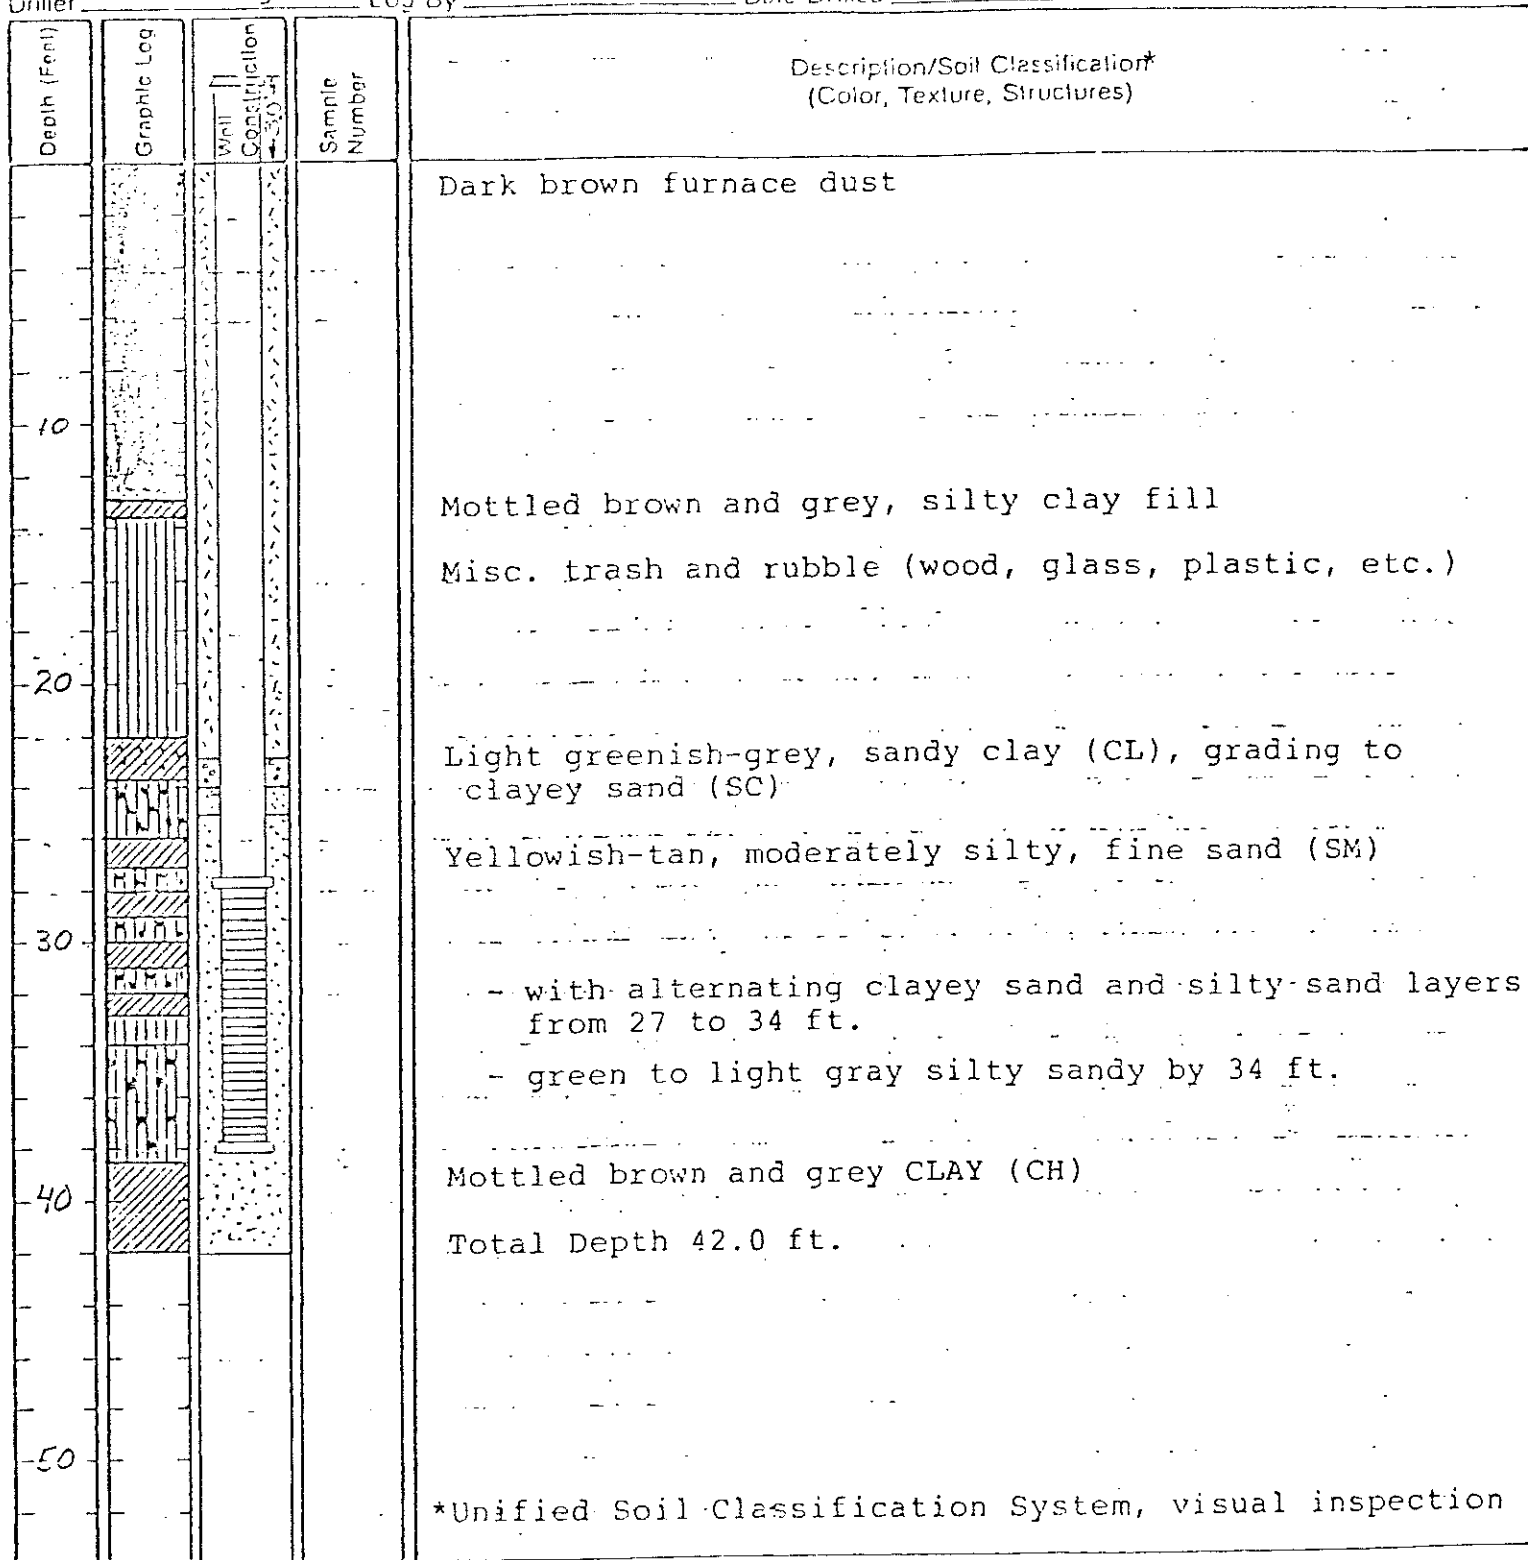 Driller Log By Date Drilled
Depth (Feet)
Graphic Log
Well
Construction
Sample
Number
Description/Soil Classification*
(Color, Texture, Structures)
Dark brown furnace dust
10
Mottled brown and grey, silty clay fill
Misc. trash and rubble (wood, glass, plastic, etc.)
20
Light greenish-grey, sandy clay (CL), grading to
clayey sand (SC)
Yellowish-tan, moderately silty, fine sand (SM)
30
- with alternating clayey sand and silty sand layers
from 27 to 34 ft.
- green to light gray silty sandy by 34 ft.
Mottled brown and grey CLAY (CH)
40
Total Depth 42.0 ft.
50
*Unified Soil Classification System, visual inspection